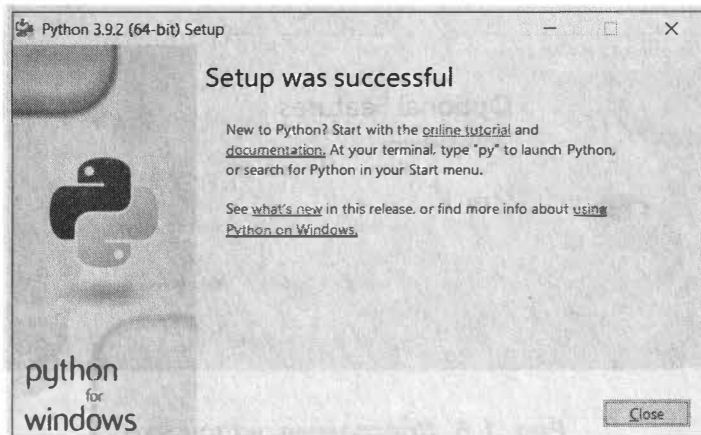 Python 3.9.2 (64-bit) Setup
Setup was successful
New to Python? Start with the online tutorial and
documentation. At your terminal, type "py" to launch Python,
or search for Python in your Start menu.
See what's new in this release, or find more info about using
Python on Windows.
python
for
windows
Close